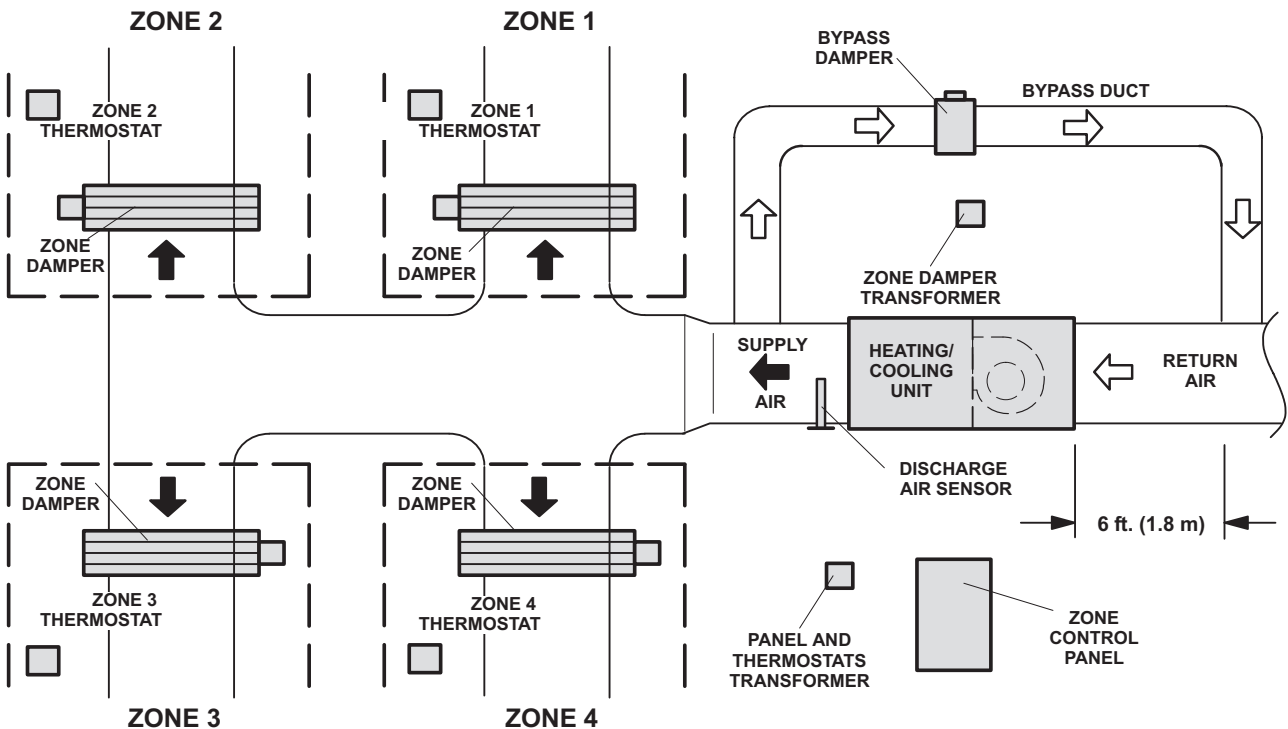 ZONE 2
ZONE 1
BYPASS
DAMPER
BYPASS DUCT
ZONE 2
THERMOSTAT
ZONE 1
THERMOSTAT
ZONE
DAMPER
ZONE
DAMPER
ZONE DAMPER
TRANSFORMER
SUPPLY
AIR
HEATING/
COOLING
UNIT
RETURN
AIR
ZONE
DAMPER
ZONE
DAMPER
DISCHARGE
AIR SENSOR
6 ft. (1.8 m)
ZONE 3
THERMOSTAT
ZONE 4
THERMOSTAT
PANEL AND
THERMOSTATS
TRANSFORMER
ZONE
CONTROL
PANEL
ZONE 3
ZONE 4